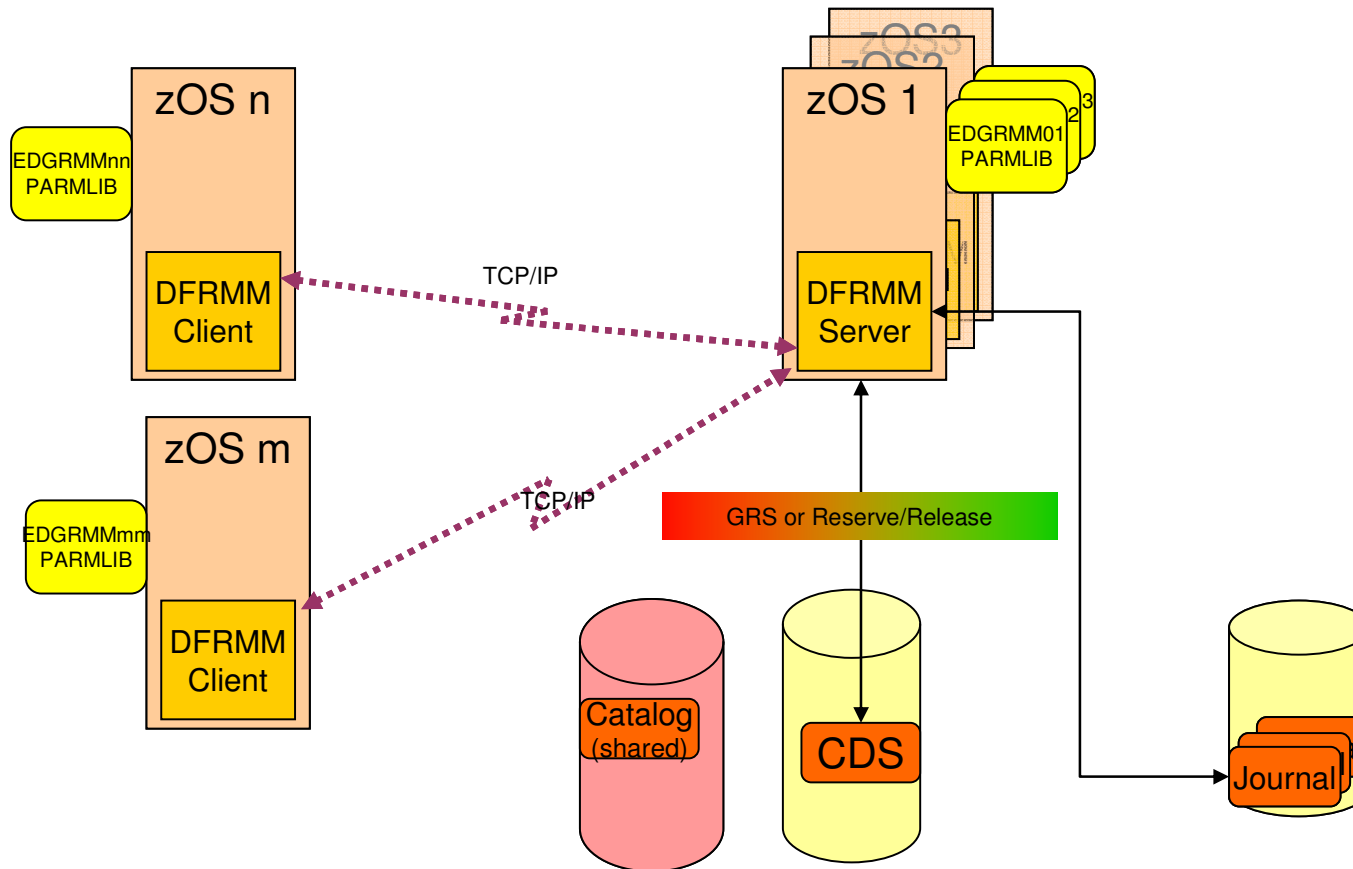 zOS3
zOS2
zOS n
zOS 1
EDGRMMnn
PARMLIB
3
2
EDGRMM01
PARMLIB
DFRMM
Client
TCP/IP
DFRMM
Server
zOS m
EDGRMMmm
PARMLIB
TCP/IP
GRS or Reserve/Release
DFRMM
Client
Catalog
(shared)
CDS
Journal